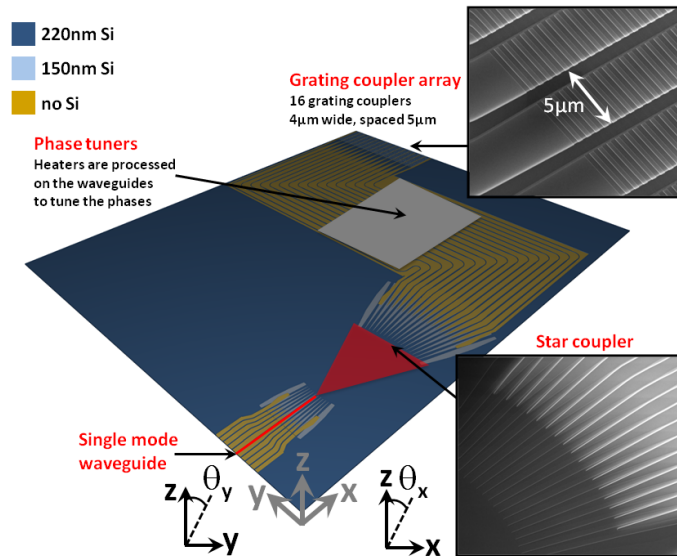 220nm Si
150nm Si
no Si
Grating coupler array
16 grating couplers
4μm wide, spaced 5μm
5μm
Phase tuners
Heaters are processed
on the waveguides
to tune the phases
Star coupler
Single mode
waveguide
z θy
y
z
y x
z θx
x